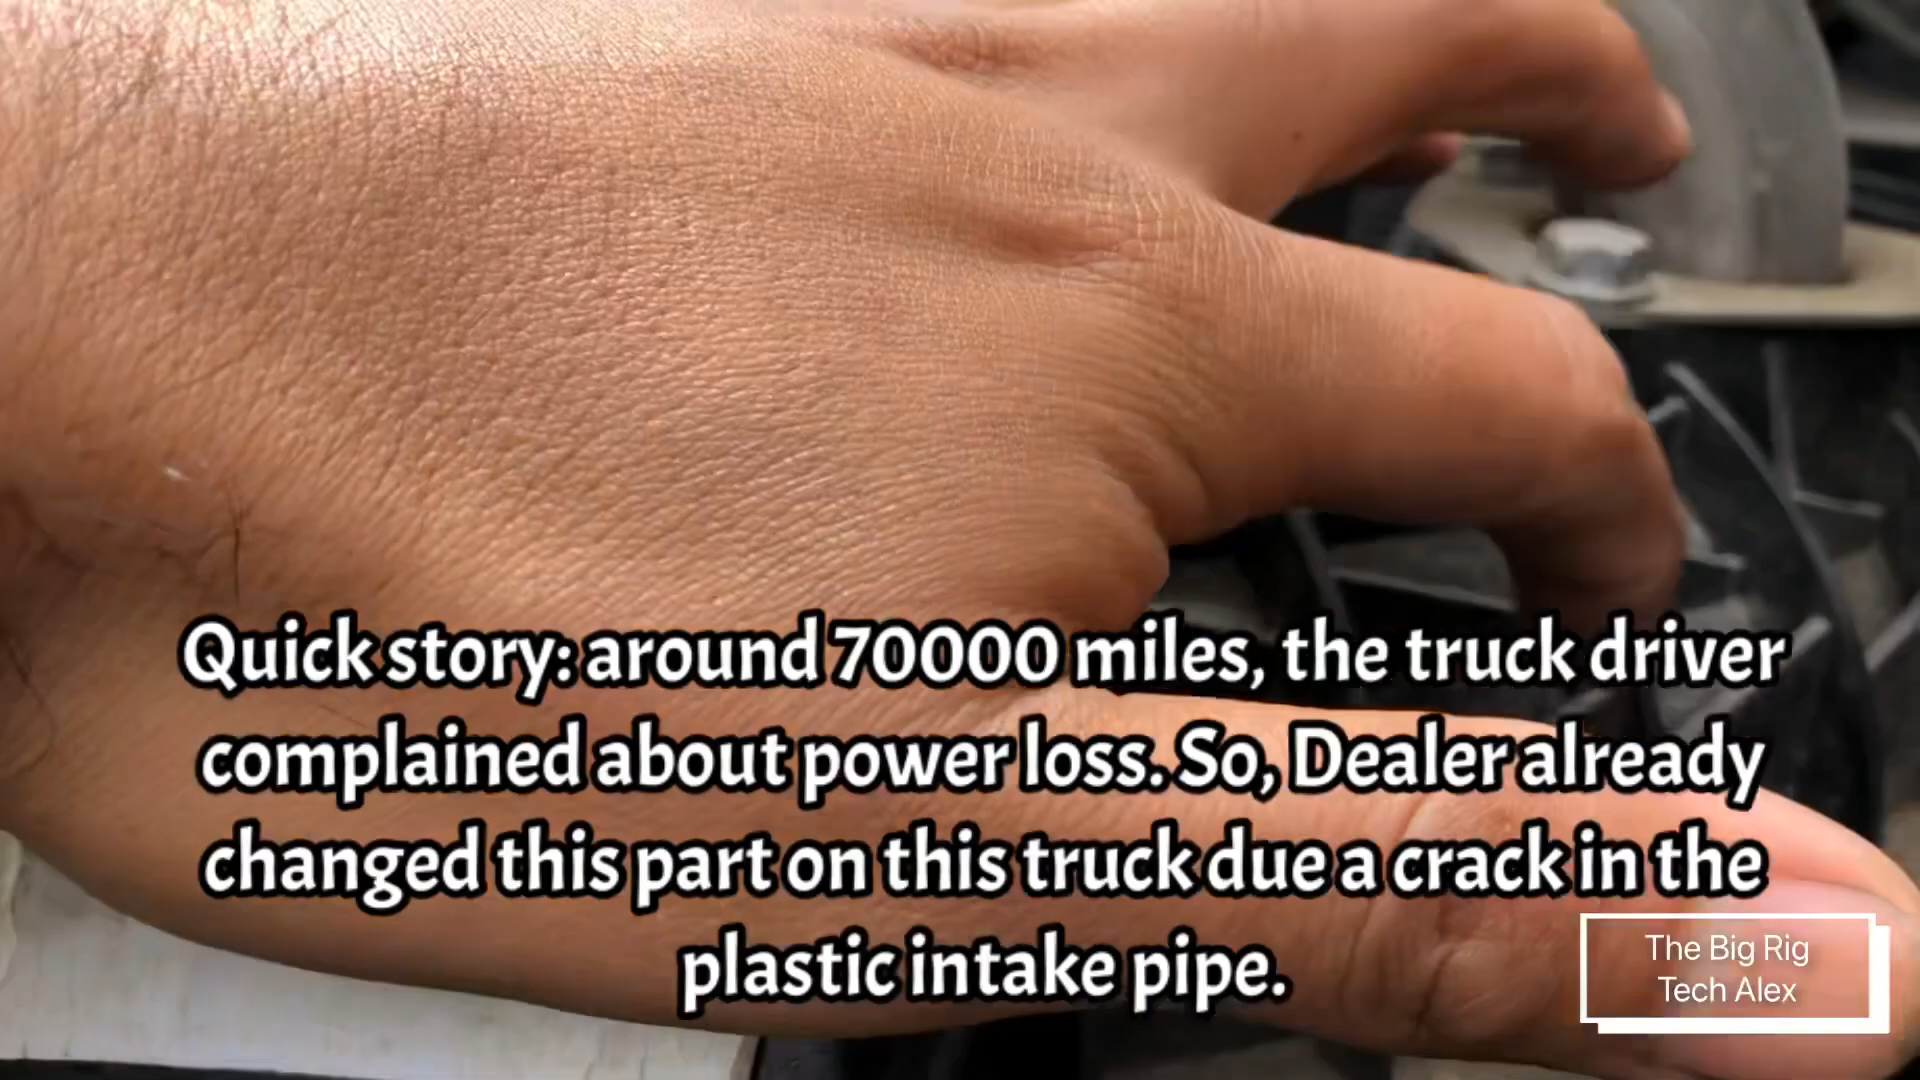 Quick story: around 70000 miles, the truck driver
complained about power loss. So, Dealer already
changed this part on this truck due a crack in the
plastic intake pipe.
The Big Rig
Tech Alex